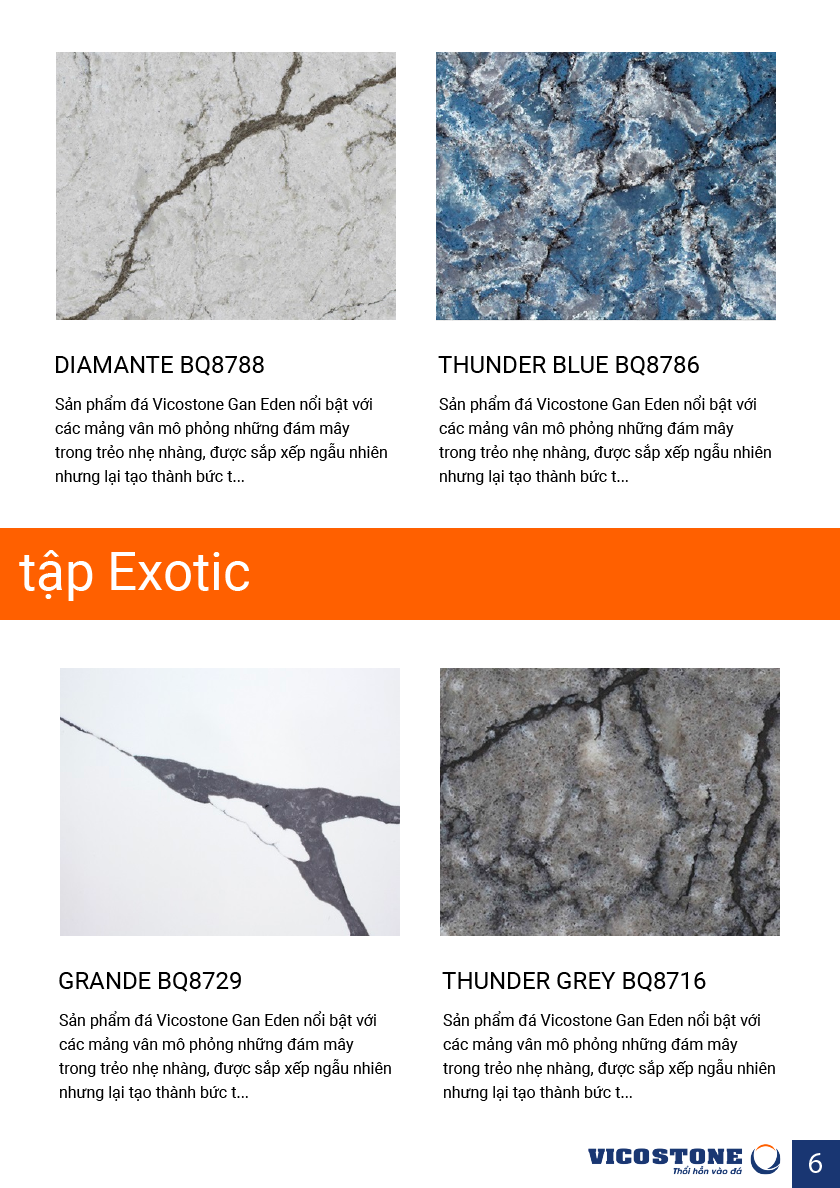 DIAMANTE BQ8788
Sản phẩm đá Vicostone Gan Eden nổi bật với
các mảng vân mô phỏng những đám mây
trong trẻo nhẹ nhàng, được sắp xếp ngẫu nhiên
nhưng lại tạo thành bức t...
THUNDER BLUE BQ8786
Sản phẩm đá Vicostone Gan Eden nổi bật với
các mảng vân mô phỏng những đám mây
trong trẻo nhẹ nhàng, được sắp xếp ngẫu nhiên
nhưng lại tạo thành bức t...
tập Exotic
GRANDE BQ8729
Sản phẩm đá Vicostone Gan Eden nổi bật với
các mảng vân mô phỏng những đám mây
trong trẻo nhẹ nhàng, được sắp xếp ngẫu nhiên
nhưng lại tạo thành bức t...
THUNDER GREY BQ8716
Sản phẩm đá Vicostone Gan Eden nổi bật với
các mảng vân mô phỏng những đám mây
trong trẻo nhẹ nhàng, được sắp xếp ngẫu nhiên
nhưng lại tạo thành bức t...
VICOSTONE
Thổi hồn vào đá
6